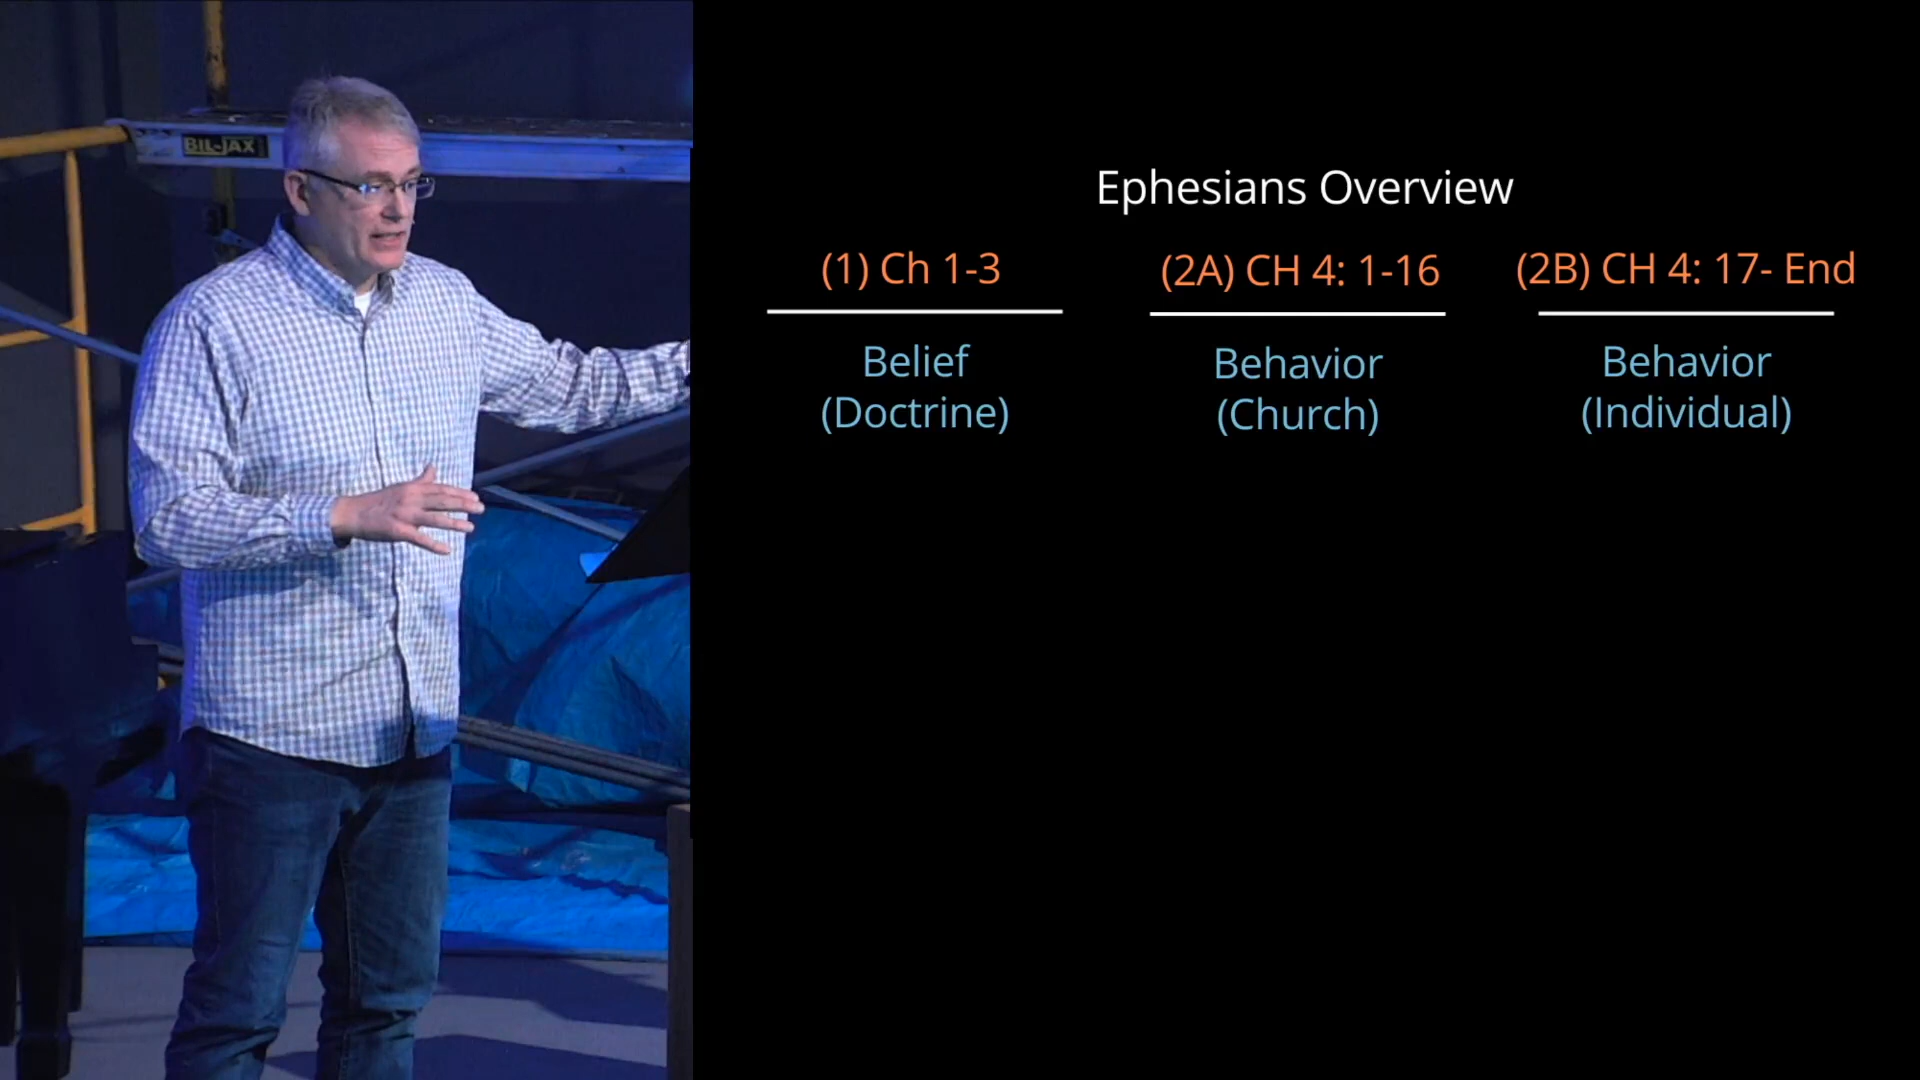 BIL-JAX
Ephesians Overview
(1) Ch 1-3
(2A) CH 4: 1-16
(2B) CH 4: 17- End
Belief
(Doctrine)
Behavior
(Church)
Behavior
(Individual)